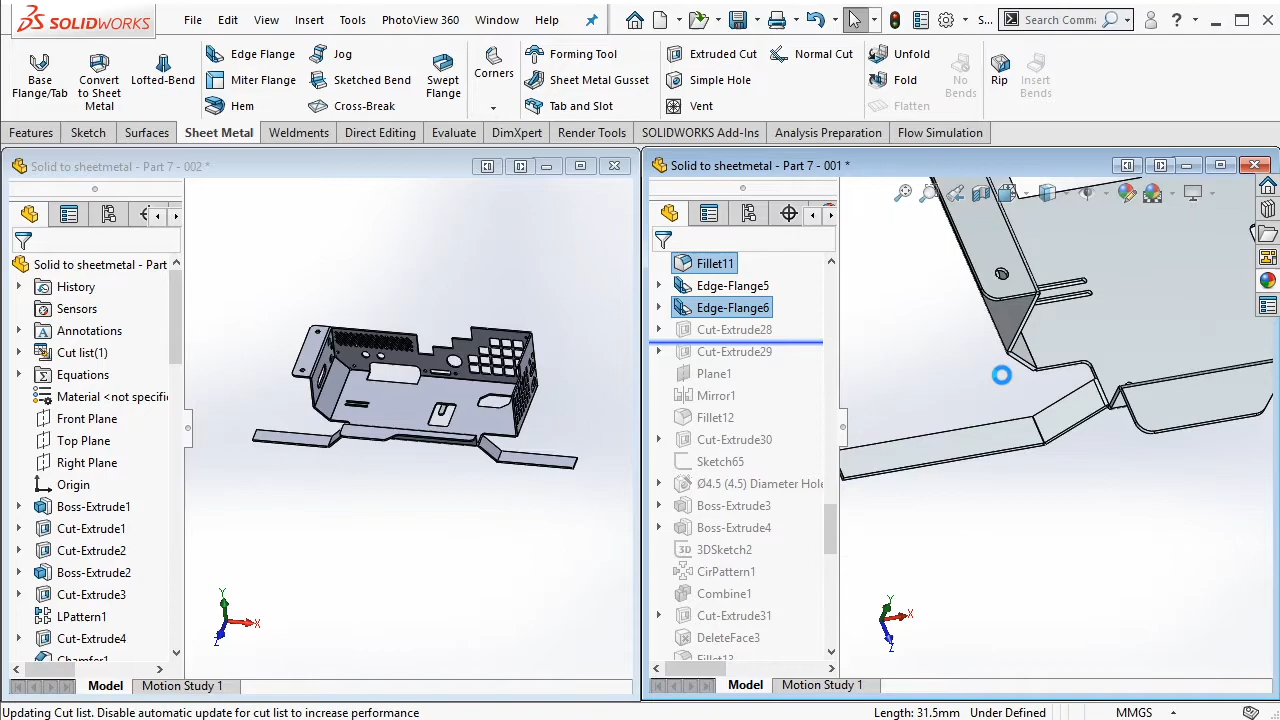 SOLIDWORKS
File Edit View Insert Tools PhotoView 360 Window Help
S...
Search Comma
Base Flange/Tab
Convert to Sheet Metal
Lofted-Bend
Edge Flange
Miter Flange
Hem
Jog
Sketched Bend
Cross-Break
Swept Flange
Corners
Forming Tool
Sheet Metal Gusset
Tab and Slot
Extruded Cut
Simple Hole
Vent
Normal Cut
Unfold
Fold
Flatten
No Bends
Rip
Insert Bends
Features Sketch Surfaces Sheet Metal Weldments Direct Editing Evaluate DimXpert Render Tools SOLIDWORKS Add-Ins Analysis Preparation Flow Simulation
Solid to sheetmetal - Part 7 - 002 *
Solid to sheetmetal - Part
History
Sensors
Annotations
Cut list(1)
Equations
Material <not specifi
Front Plane
Top Plane
Right Plane
Origin
Boss-Extrude1
Cut-Extrude1
Cut-Extrude2
Boss-Extrude2
Cut-Extrude3
LPattern1
Cut-Extrude4
Chamfer1
Y
X
Z
Model Motion Study 1
Solid to sheetmetal - Part 7 - 001 *
Fillet11
Edge-Flange5
Edge-Flange6
Cut-Extrude28
Cut-Extrude29
Plane1
Mirror1
Fillet12
Cut-Extrude30
Sketch65
Ø4.5 (4.5) Diameter Hole
Boss-Extrude3
Boss-Extrude4
3D 3DSketch2
CirPattern1
Combine1
Cut-Extrude31
DeleteFace3
Fillet13
Y
X
Z
Model Motion Study 1
Updating Cut list. Disable automatic update for cut list to increase performance
Length: 31.5mm Under Defined MMGS